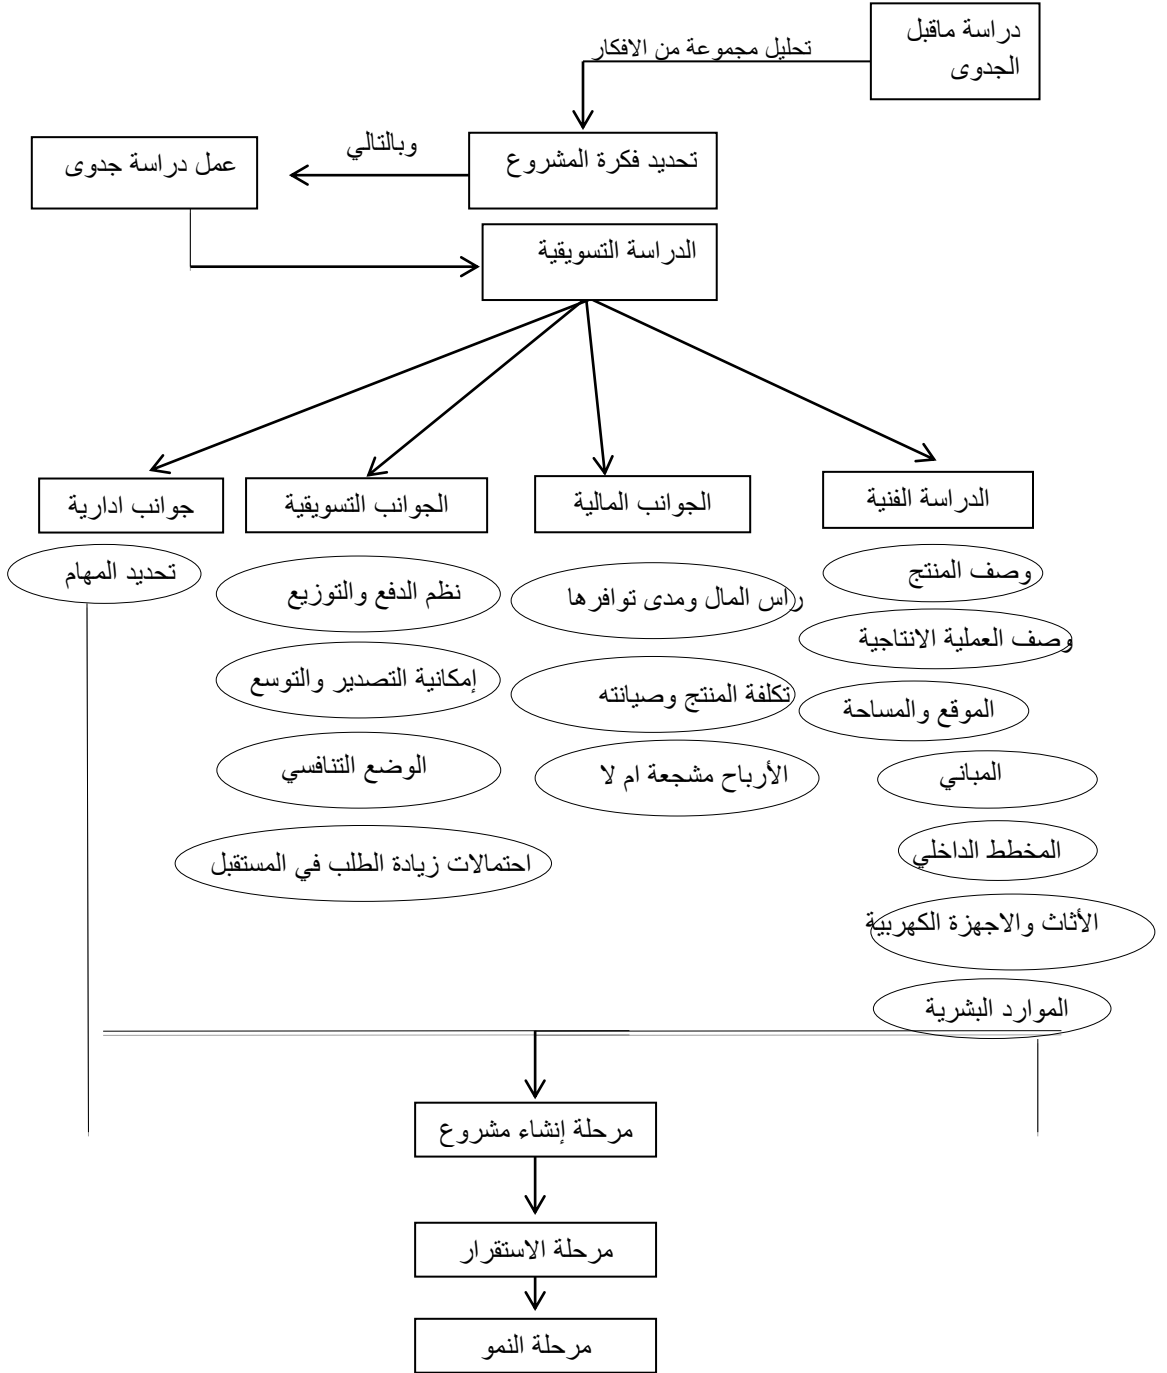 دراسة ماقبل
الجدوى
تحليل مجموعة من الافكار
تحديد فكرة المشروع
وبالتالي
عمل دراسة جدوى
الدراسة التسويقية
الدراسة الفنية
الجوانب المالية
الجوانب التسويقية
جوانب ادارية
وصف المنتج
وصف العملية الانتاجية
الموقع والمساحة
المباني
المخطط الداخلي
الأثاث والاجهزة الكهربية
الموارد البشرية
راس المال ومدى توافرها
تكلفة المنتج وصيانته
الأرباح مشجعة ام لا
نظم الدفع والتوزيع
إمكانية التصدير والتوسع
الوضع التنافسي
احتمالات زيادة الطلب في المستقبل
تحديد المهام
مرحلة إنشاء مشروع
مرحلة الاستقرار
مرحلة النمو